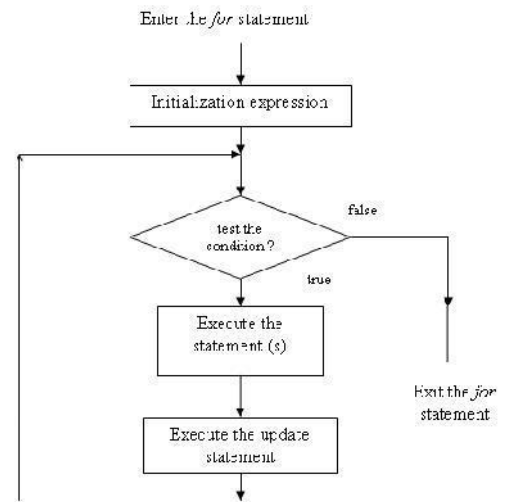 Enter the for statement
Initialization expression
false
test the
condition?
true
Execute the
statement (s)
Exit the for
statement
Execute the update
statement